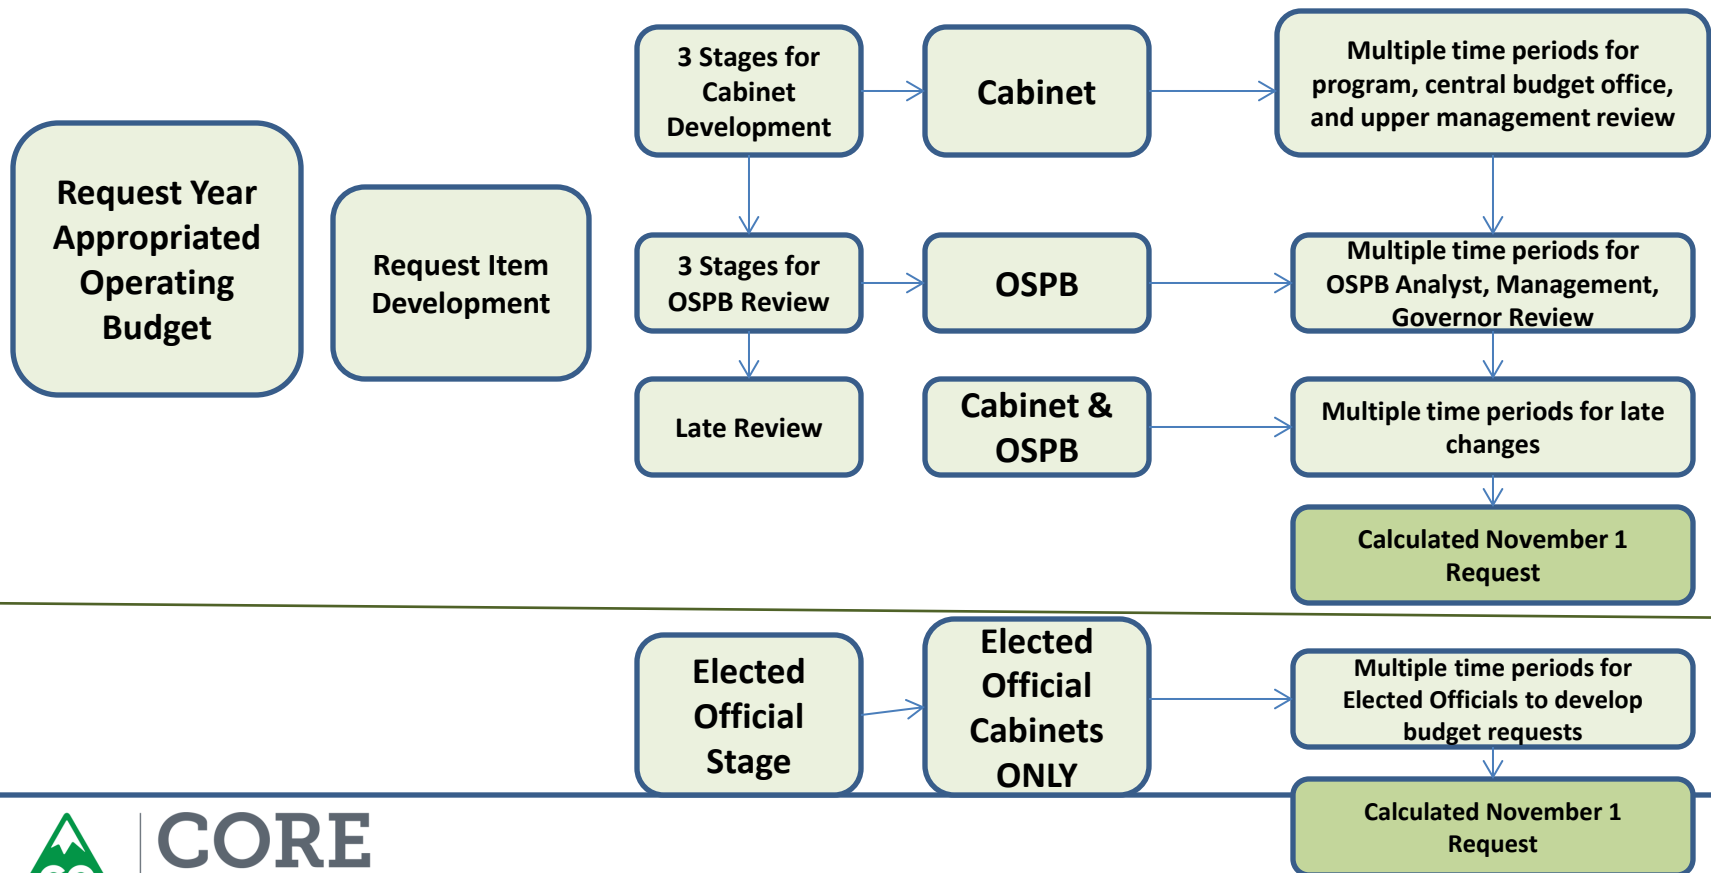 Request Year
Appropriated
Operating
Budget
Request Item
Development
3 Stages for
Cabinet
Development
Cabinet
Multiple time periods for
program, central budget office,
and upper management review
3 Stages for
OSPB Review
OSPB
Multiple time periods for
OSPB Analyst, Management,
Governor Review
Late Review
Cabinet &
OSPB
Multiple time periods for late
changes
Calculated November 1
Request
Elected
Official
Stage
Elected
Official
Cabinets
ONLY
Multiple time periods for
Elected Officials to develop
budget requests
Calculated November 1
Request
CORE